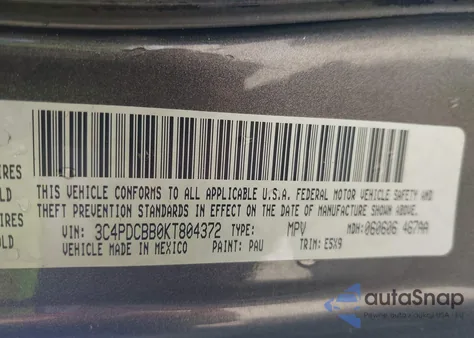 THIS VEHICLE CONFORMS TO ALL APPLICABLE U.S.A. FEDERAL MOTOR VEHICLE SAFETY AND
THEFT PREVENTION STANDARDS IN EFFECT ON THE DATE OF MANUFACTURE SHOWN ABOVE.
VIN: 3C4PDCBB0KT804372 TYPE: MPV MDH: 060606 467AA
VEHICLE MADE IN MEXICO PAINT: PAU TRIM: E5X9
IRES
LD
IRES
LD
autoSnap